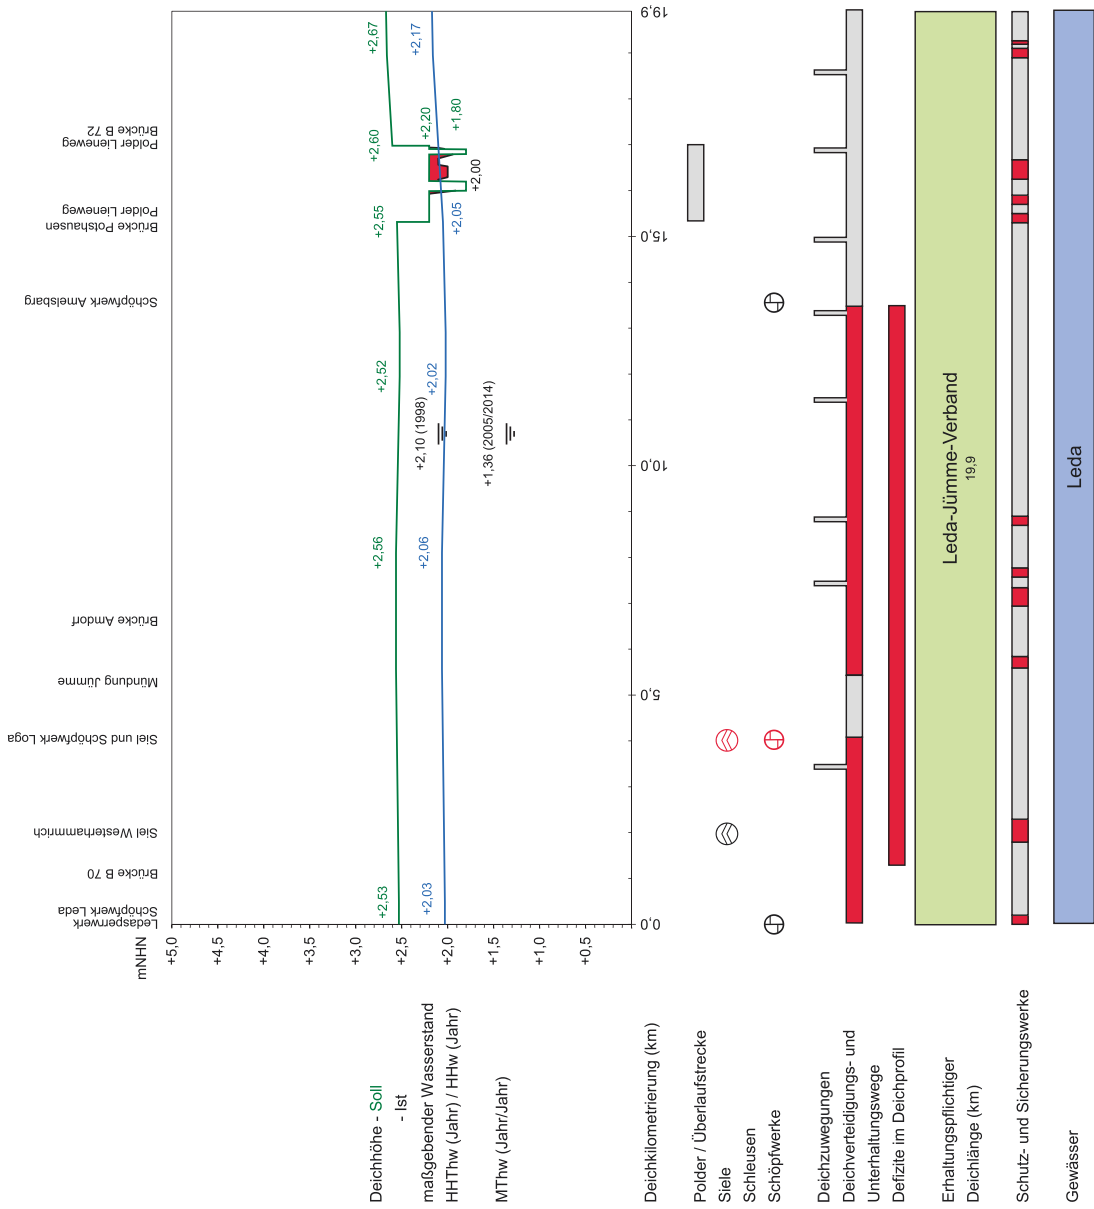 Ledasperrwerk
Schöpfwerk Leda
Brücke B 70
Siel Westerhammrich
Siel und Schöpfwerk Loga
Mündung Jümme
Brücke Amdorf
Schöpfwerk Amelsbarg
Brücke Potshausen
Polder Lieneweg
Polder Lieneweg
Brücke B 72
mNHN
+5,0
+4,5
+4,0
+3,5
+3,0
+2,5
+2,0
+1,5
+1,0
+0,5
+2,53
+2,56
+2,52
+2,55
+2,60
+2,67
+2,20
+1,80
+2,00
+2,03
+2,06
+2,02
+2,05
+2,17
+2,10 (1998)
+1,36 (2005/2014)
Deichhöhe - Soll
- Ist
maßgebender Wasserstand
HHThw (Jahr) / HHw (Jahr)
MThw (Jahr/Jahr)
Deichkilometrierung (km)
0,0
5,0
10,0
15,0
19,9
Polder / Überlaufstrecke
Siele
Schleusen
Schöpfwerke
Deichzuwegungen
Deichverteidigungs- und
Unterhaltungswege
Defizite im Deichprofil
Erhaltungspflichtiger
Deichlänge (km)
Leda-Jümme-Verband
19,9
Schutz- und Sicherungswerke
Gewässer
Leda